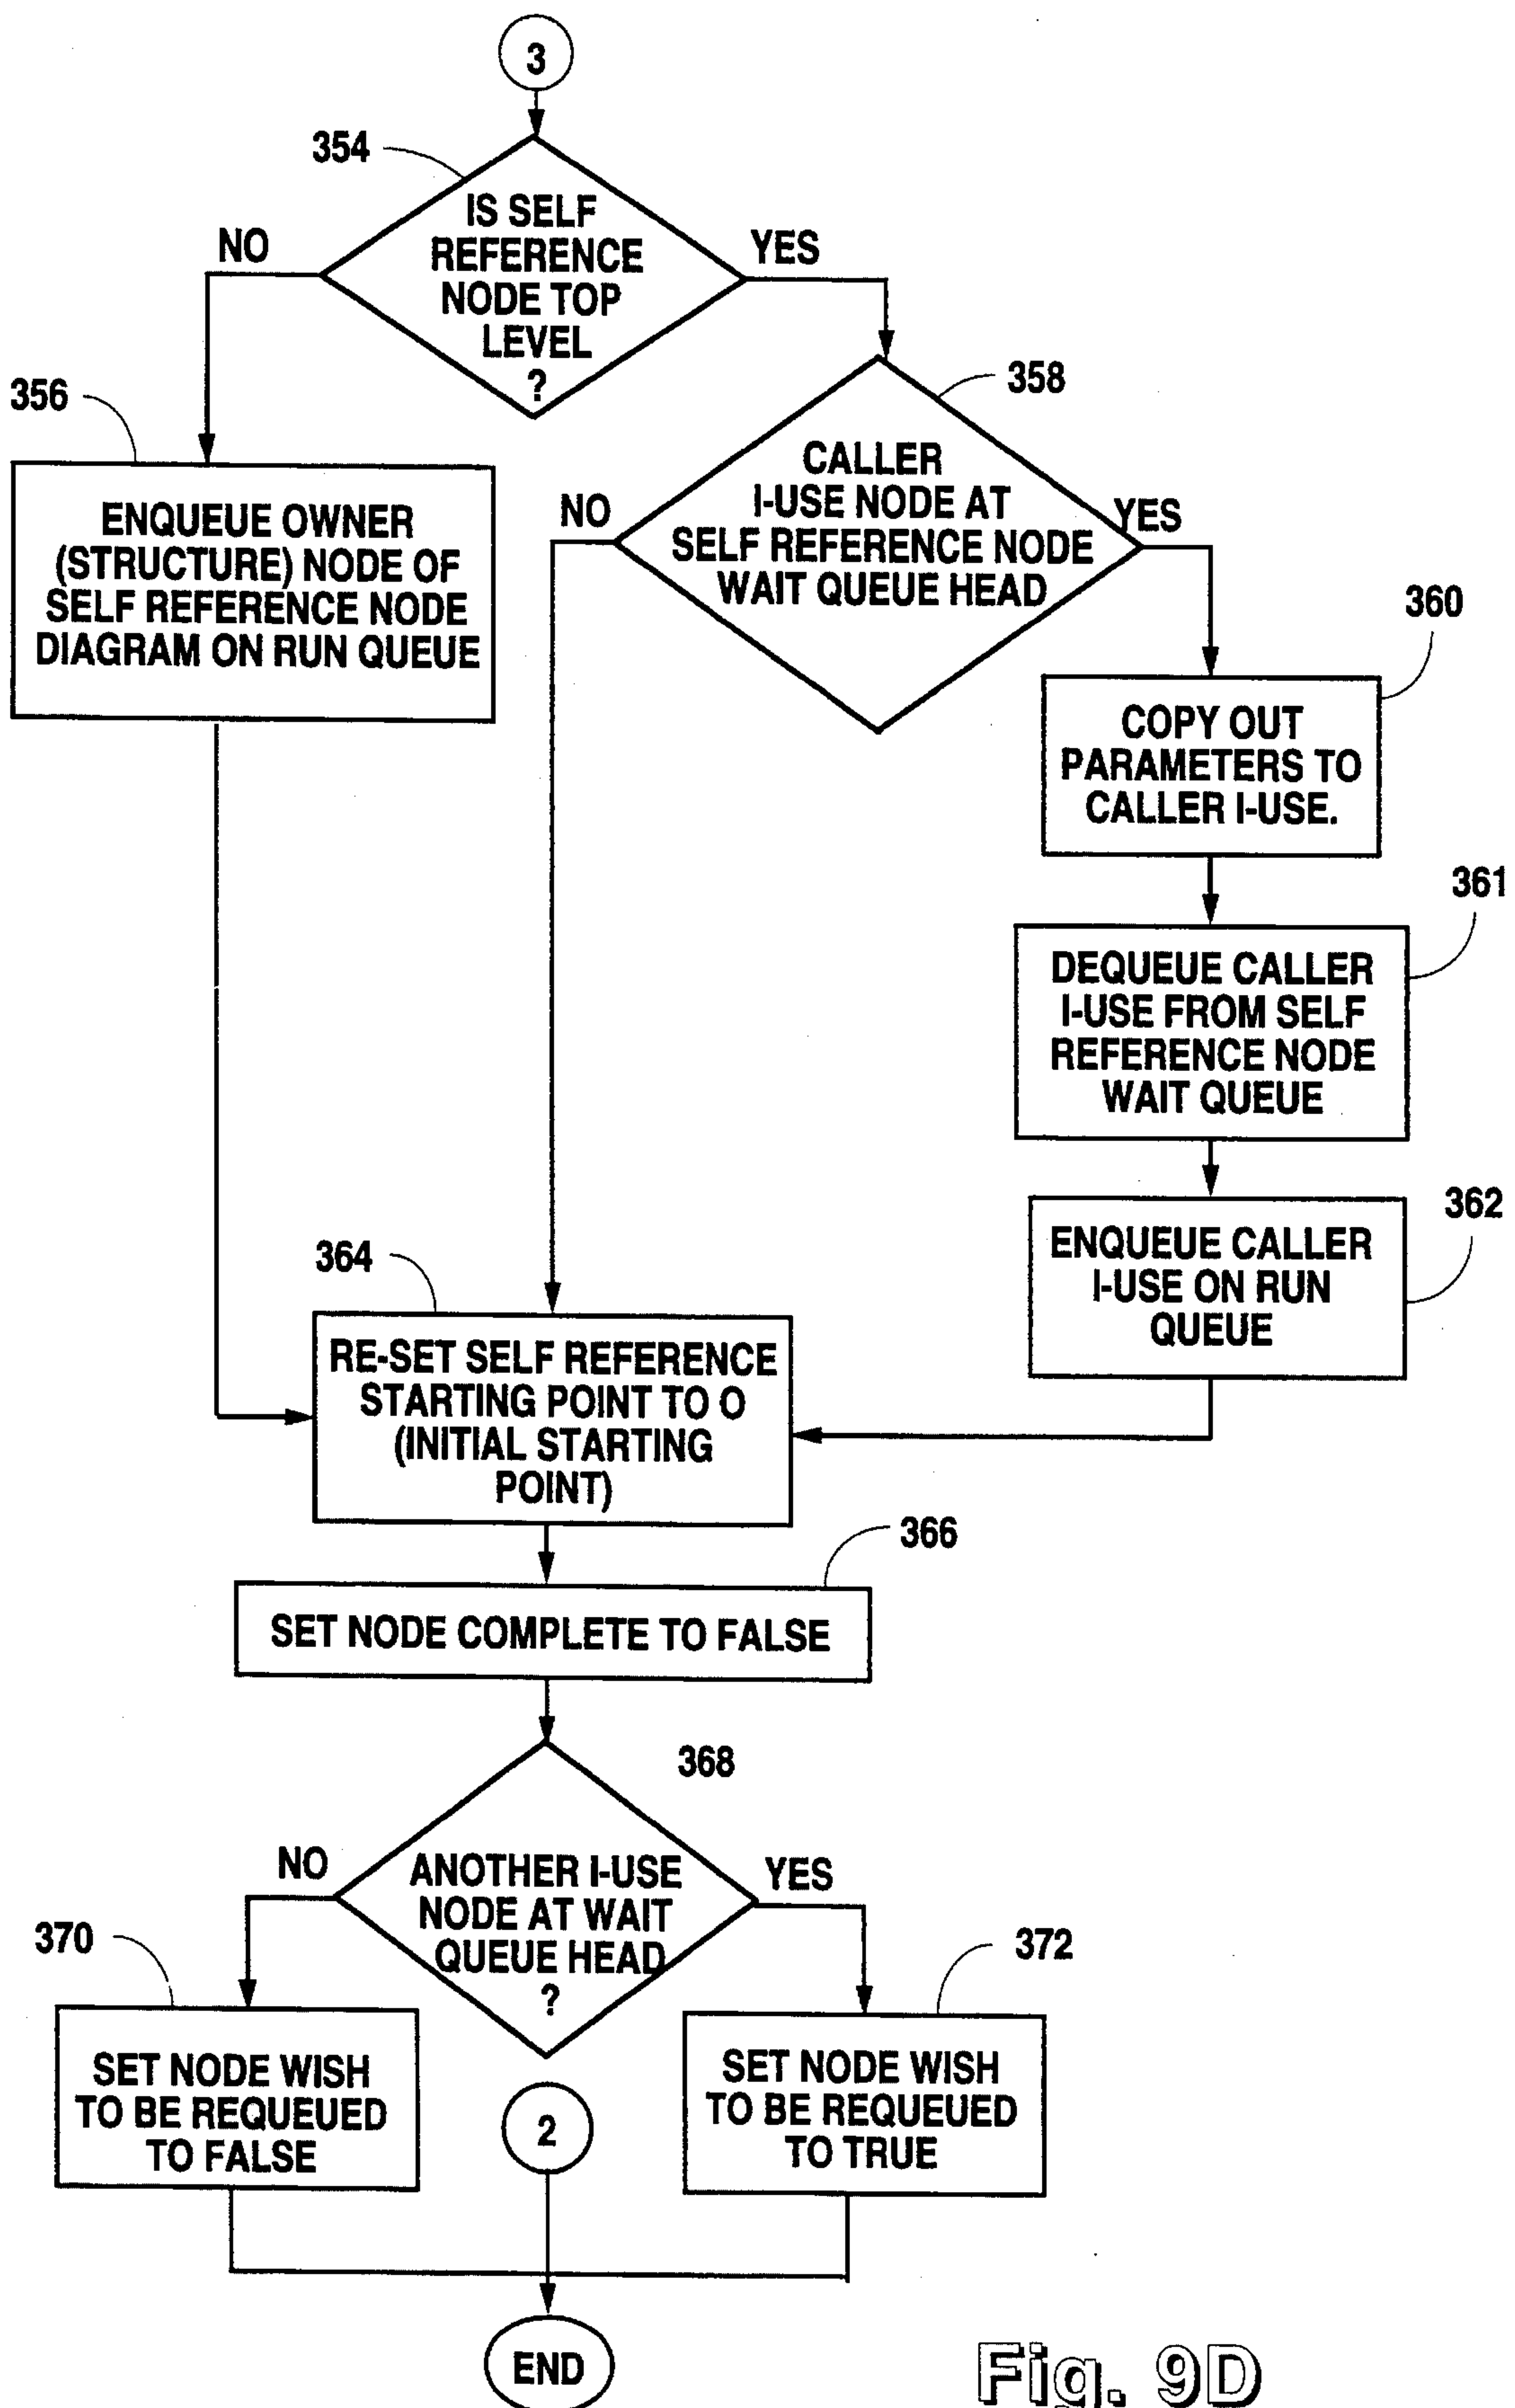 3
354
IS SELF
REFERENCE
NODE TOP
LEVEL
?
NO
YES
356
ENQUEUE OWNER
(STRUCTURE) NODE OF
SELF REFERENCE NODE
DIAGRAM ON RUN QUEUE
358
CALLER
I-USE NODE AT
SELF REFERENCE NODE
WAIT QUEUE HEAD
NO
YES
360
COPY OUT
PARAMETERS TO
CALLER I-USE.
361
DEQUEUE CALLER
I-USE FROM SELF
REFERENCE NODE
WAIT QUEUE
362
ENQUEUE CALLER
I-USE ON RUN
QUEUE
364
RE-SET SELF REFERENCE
STARTING POINT TO O
(INITIAL STARTING
POINT)
366
SET NODE COMPLETE TO FALSE
368
ANOTHER I-USE
NODE AT WAIT
QUEUE HEAD
?
NO
YES
370
SET NODE WISH
TO BE REQUEUED
TO FALSE
372
SET NODE WISH
TO BE REQUEUED
TO TRUE
2
END
Fig. 9D